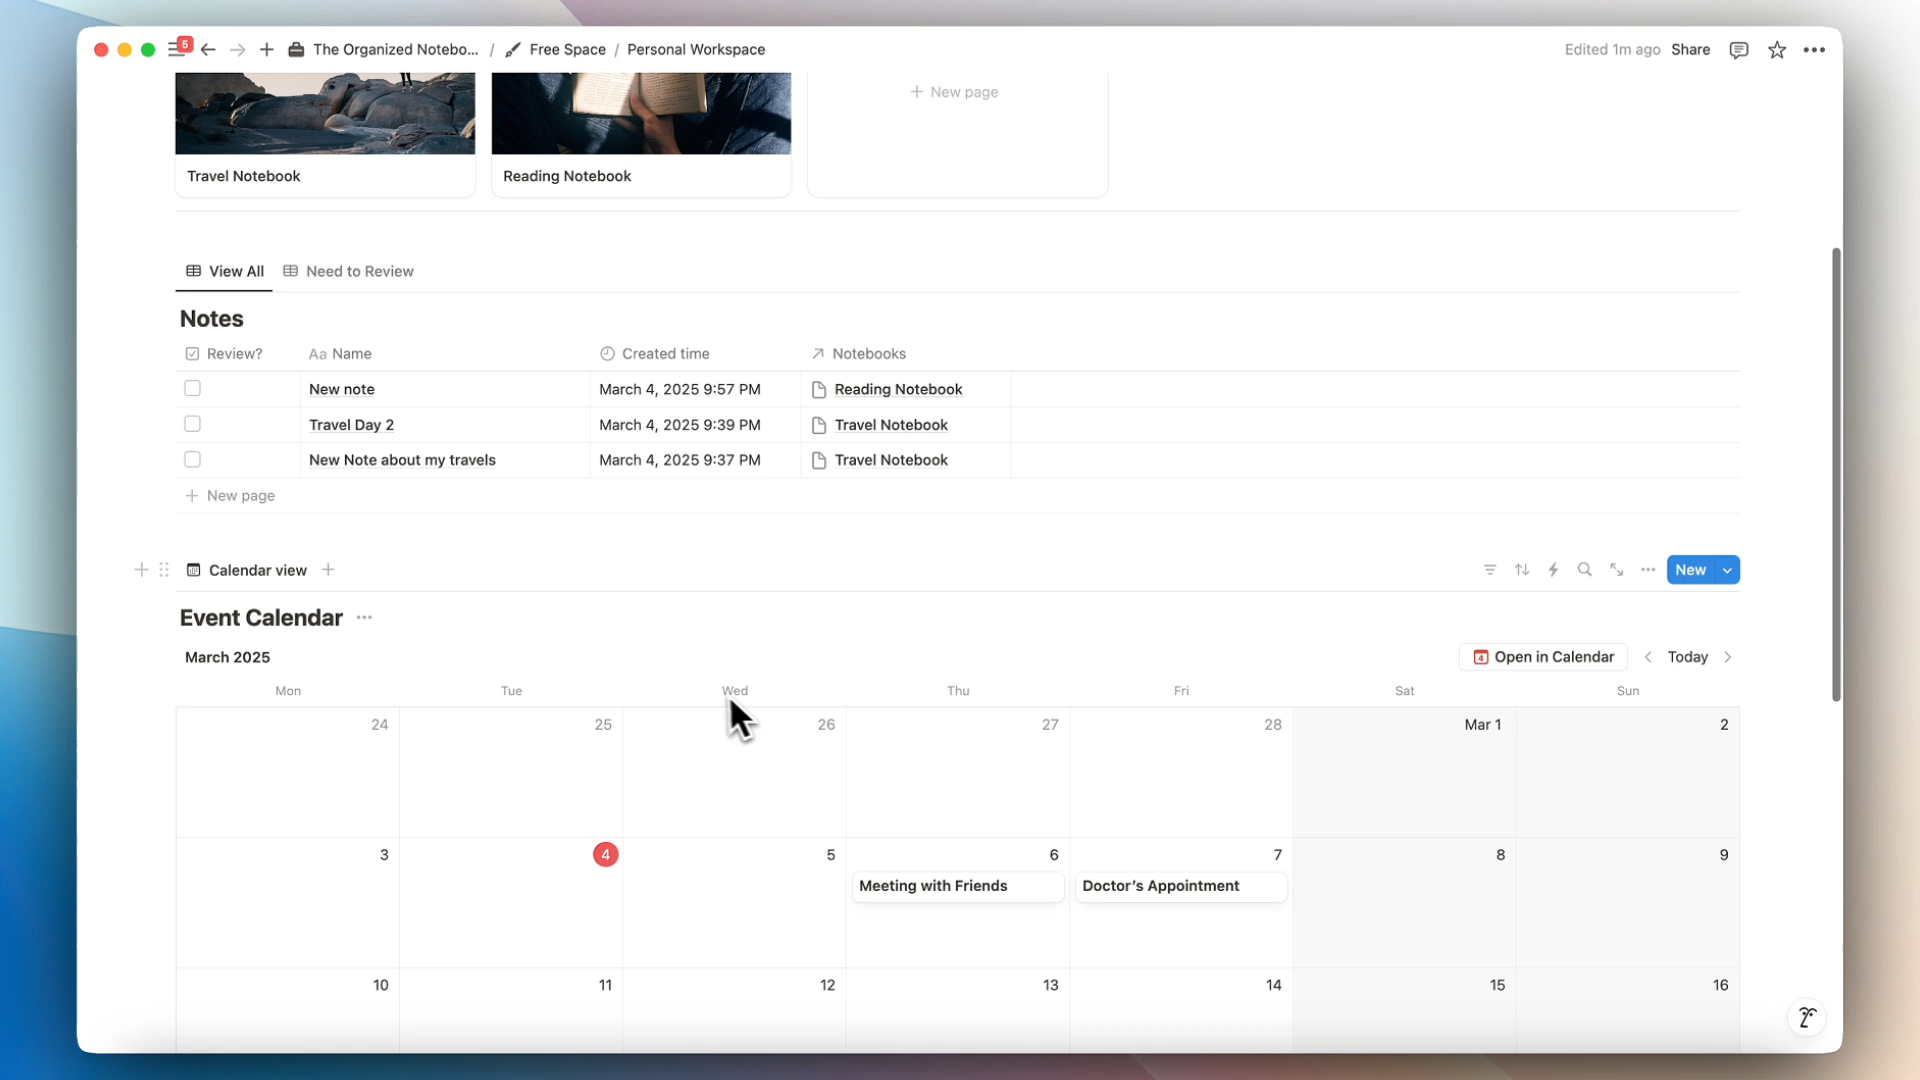 5 The Organized Notebo... / Free Space / Personal Workspace Edited 1m ago Share
+ New page
Travel Notebook Reading Notebook
View All Need to Review
Notes
Review? Aa Name Created time Notebooks
New note March 4, 2025 9:57 PM Reading Notebook
Travel Day 2 March 4, 2025 9:39 PM Travel Notebook
New Note about my travels March 4, 2025 9:37 PM Travel Notebook
+ New page
Calendar view + New
Event Calendar ...
March 2025 4 Open in Calendar < Today >
Mon Tue Wed Thu Fri Sat Sun
24 25 26 27 28 Mar 1 2
3 4 5 6 7 8 9
Meeting with Friends Doctor's Appointment
10 11 12 13 14 15 16